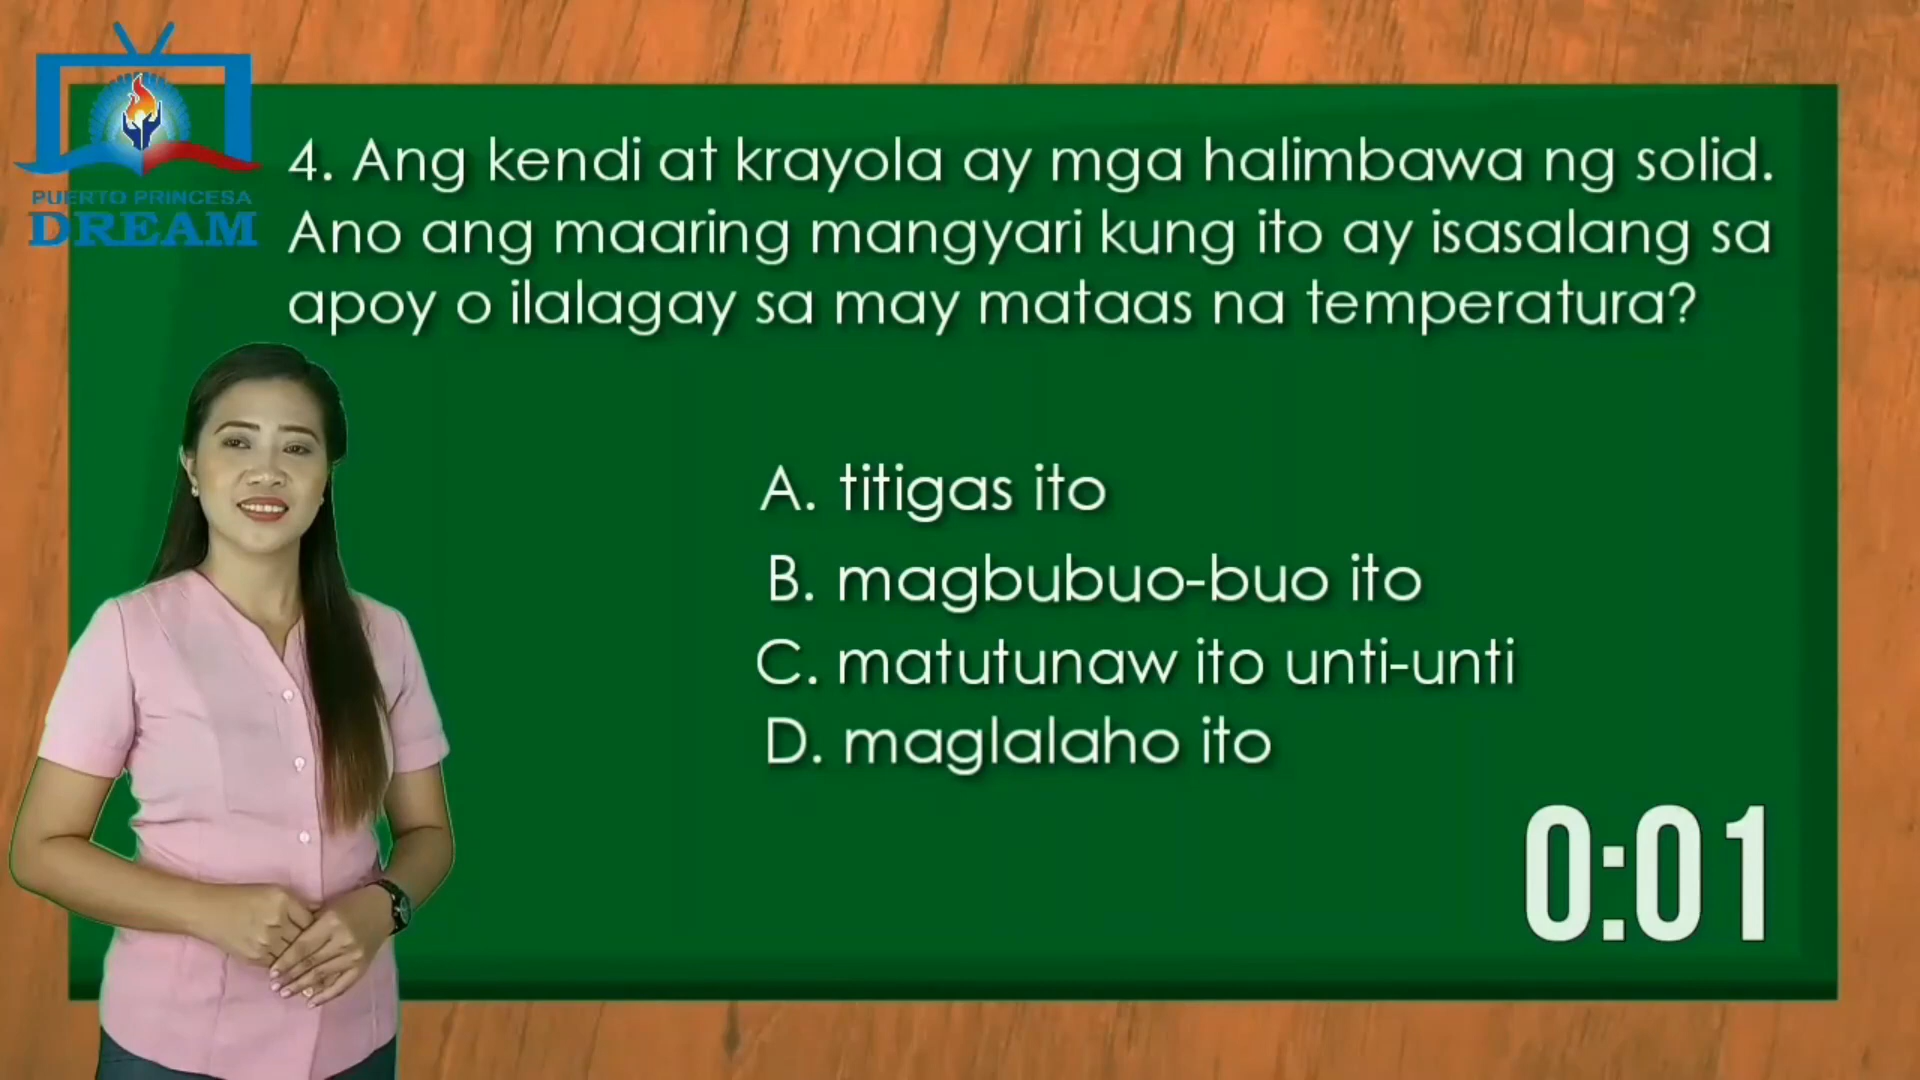 PUERTO PRINCESA
DREAM
4. Ang kendi at krayola ay mga halimbawa ng solid.
Ano ang maaring mangyari kung ito ay isasalang sa
apoy o ilalagay sa may mataas na temperatura?
A. titigas ito
B. magbubuo-buo ito
C. matutunaw ito unti-unti
D. maglalaho ito
0:01